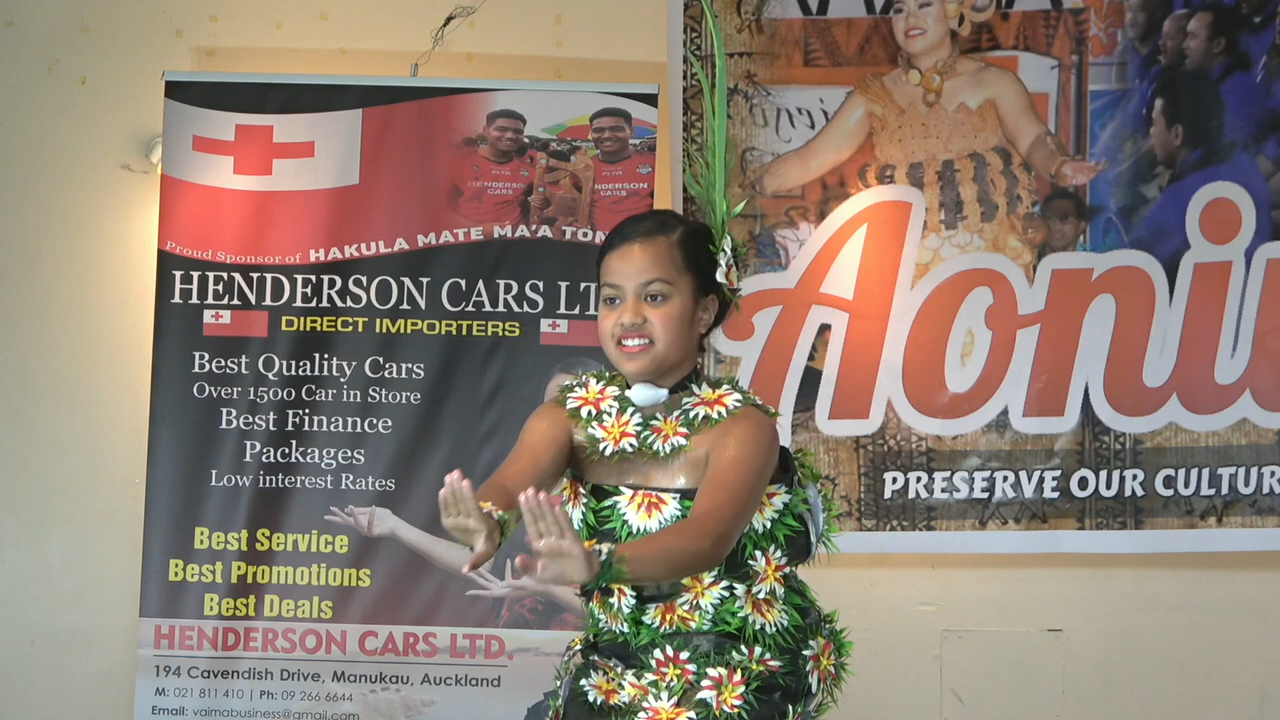 HENDERSON
CARS
HENDERSON
CARS
Proud Sponsor of HAKULA MATE MA'A TON
HENDERSON CARS LT
DIRECT IMPORTERS
Best Quality Cars
Over 1500 Car in Store
Best Finance
Packages
Low interest Rates
Best Service
Best Promotions
Best Deals
HENDERSON CARS LTD.
194 Cavendish Drive, Manukau, Auckland
M: 021 811 410 | Ph: 09 266 6644
Email: vaimabusiness@gmail.com
Aoni
PRESERVE OUR CULTUR